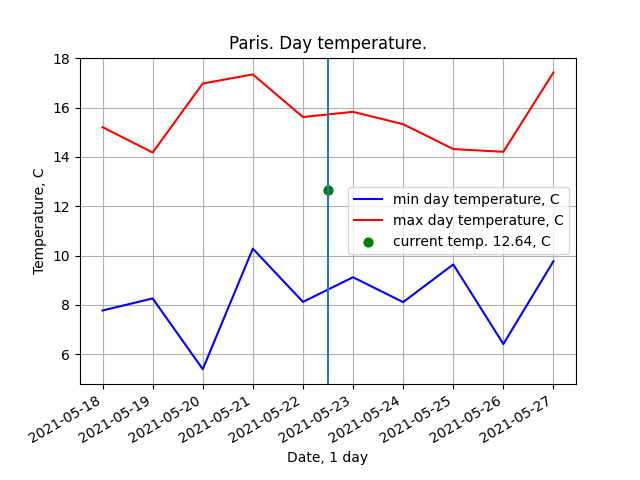 Paris. Day temperature.
18
16
14
12
10
8
6
Temperature, C
min day temperature, C
max day temperature, C
current temp. 12.64, C
2021-05-18
2021-05-19
2021-05-20
2021-05-21
2021-05-22
2021-05-23
2021-05-24
2021-05-25
2021-05-26
2021-05-27
Date, 1 day